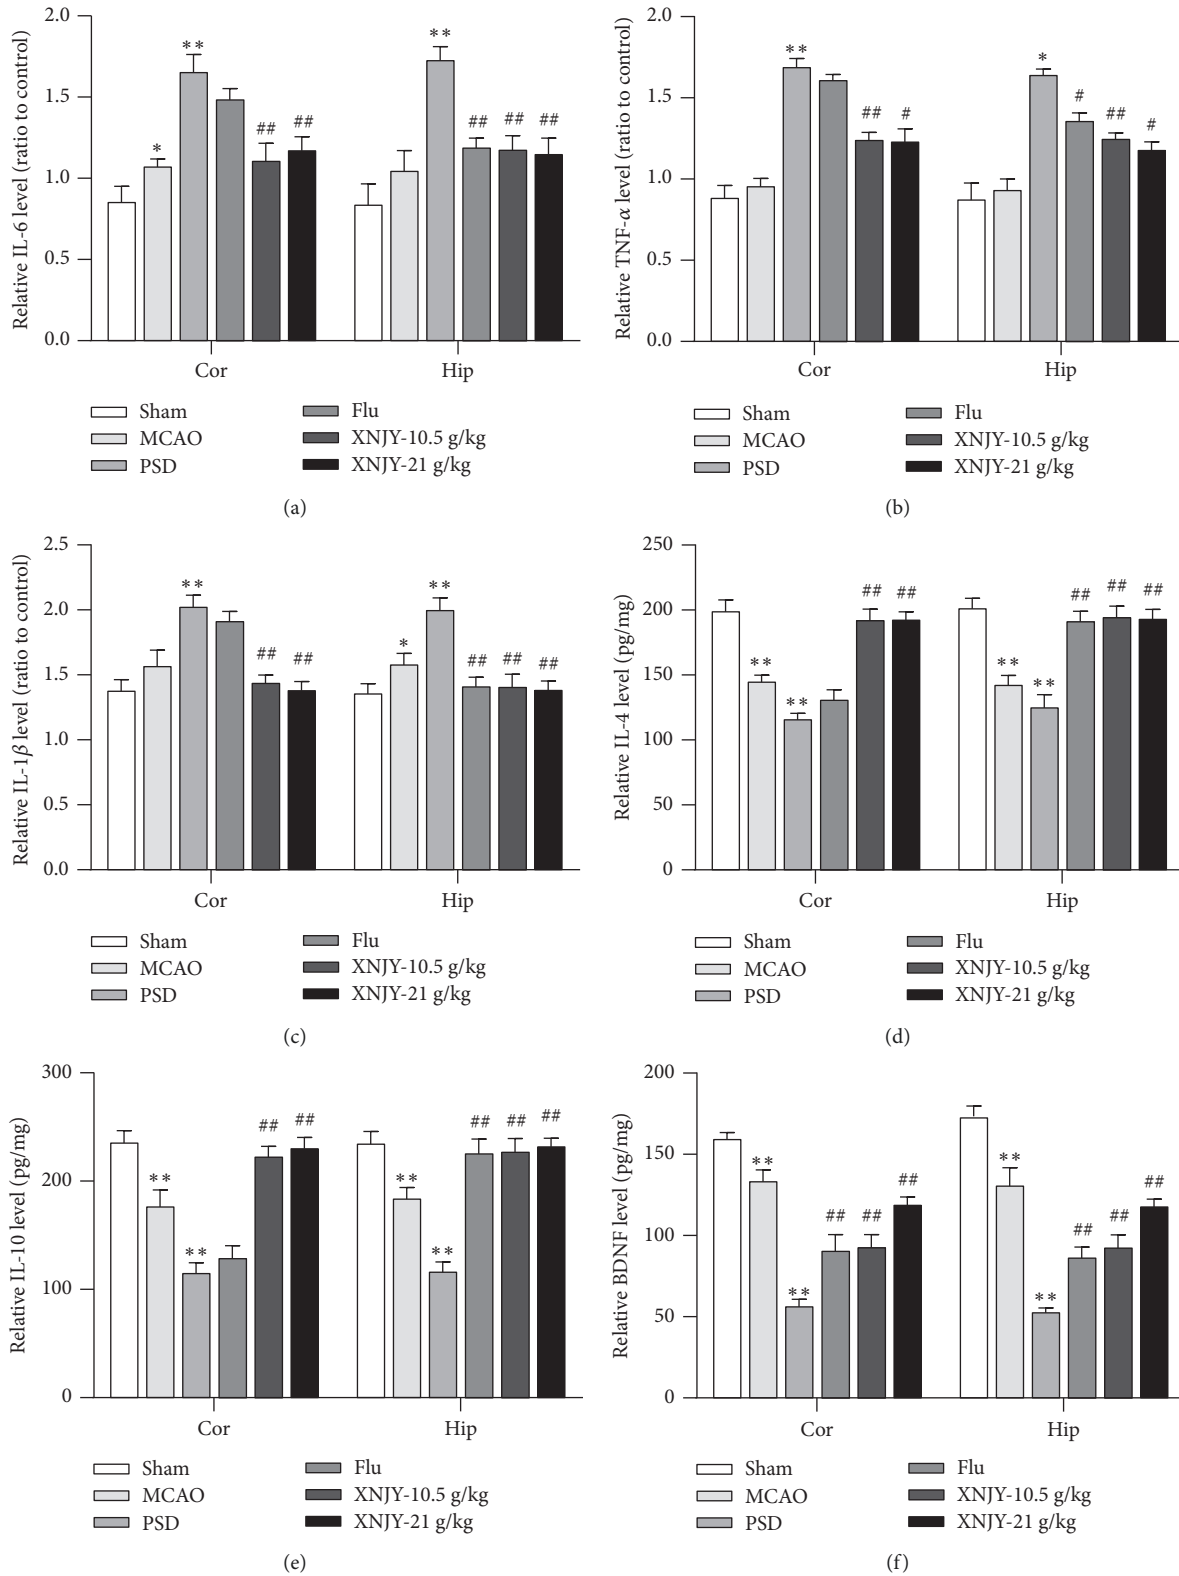 Relative IL-6 level (ratio to control)
2.0
1.5
1.0
0.5
0.0
*
**
##
##
**
##
##
##
Cor
Hip
Sham
MCAO
PSD
Flu
XNJY-10.5 g/kg
XNJY-21 g/kg
(a)
Relative TNF-α level (ratio to control)
2.0
1.5
1.0
0.5
0.0
**
##
#
*
#
##
#
Cor
Hip
Sham
MCAO
PSD
Flu
XNJY-10.5 g/kg
XNJY-21 g/kg
(b)
Relative IL-1β level (ratio to control)
2.5
2.0
1.5
1.0
0.5
0.0
**
##
##
*
**
##
##
##
Cor
Hip
Sham
MCAO
PSD
Flu
XNJY-10.5 g/kg
XNJY-21 g/kg
(c)
Relative IL-4 level (pg/mg)
250
200
150
100
50
0
**
**
##
##
**
**
##
##
##
Cor
Hip
Sham
MCAO
PSD
Flu
XNJY-10.5 g/kg
XNJY-21 g/kg
(d)
Relative IL-10 level (pg/mg)
300
200
100
0
**
**
##
##
**
**
##
##
##
Cor
Hip
Sham
MCAO
PSD
Flu
XNJY-10.5 g/kg
XNJY-21 g/kg
(e)
Relative BDNF level (pg/mg)
200
150
100
50
0
**
**
##
##
##
**
**
##
##
##
Cor
Hip
Sham
MCAO
PSD
Flu
XNJY-10.5 g/kg
XNJY-21 g/kg
(f)